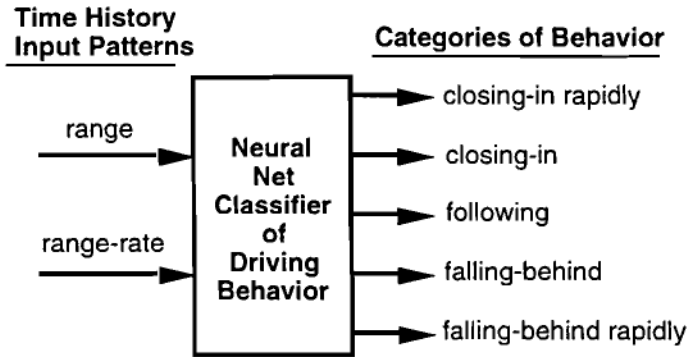 Time History
Input Patterns
Categories of Behavior
range
range-rate
Neural
Net
Classifier
of
Driving
Behavior
closing-in rapidly
closing-in
following
falling-behind
falling-behind rapidly